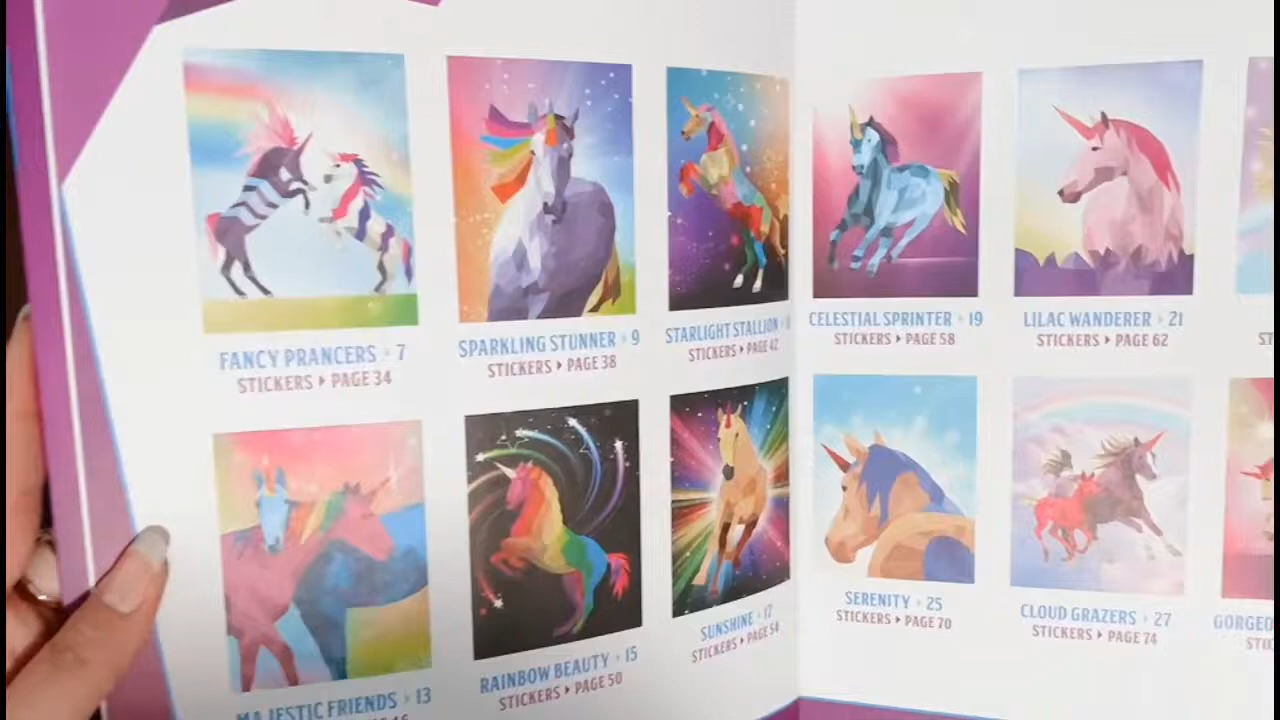 FANCY PRANCERS ▸ 7
STICKERS ▸ PAGE 34
SPARKLING STUNNER ▸ 9
STICKERS ▸ PAGE 38
STARLIGHT STALLION
STICKERS ▸ PAGE 42
CELESTIAL SPRINTER ▸ 19
STICKERS ▸ PAGE 58
LILAC WANDERER ▸ 21
STICKERS ▸ PAGE 62
MAJESTIC FRIENDS ▸ 13
RAINBOW BEAUTY ▸ 15
STICKERS ▸ PAGE 50
SUNSHINE ▸ 17
STICKERS ▸ PAGE 54
SERENITY ▸ 25
STICKERS ▸ PAGE 70
CLOUD GRAZERS ▸ 27
STICKERS ▸ PAGE 74